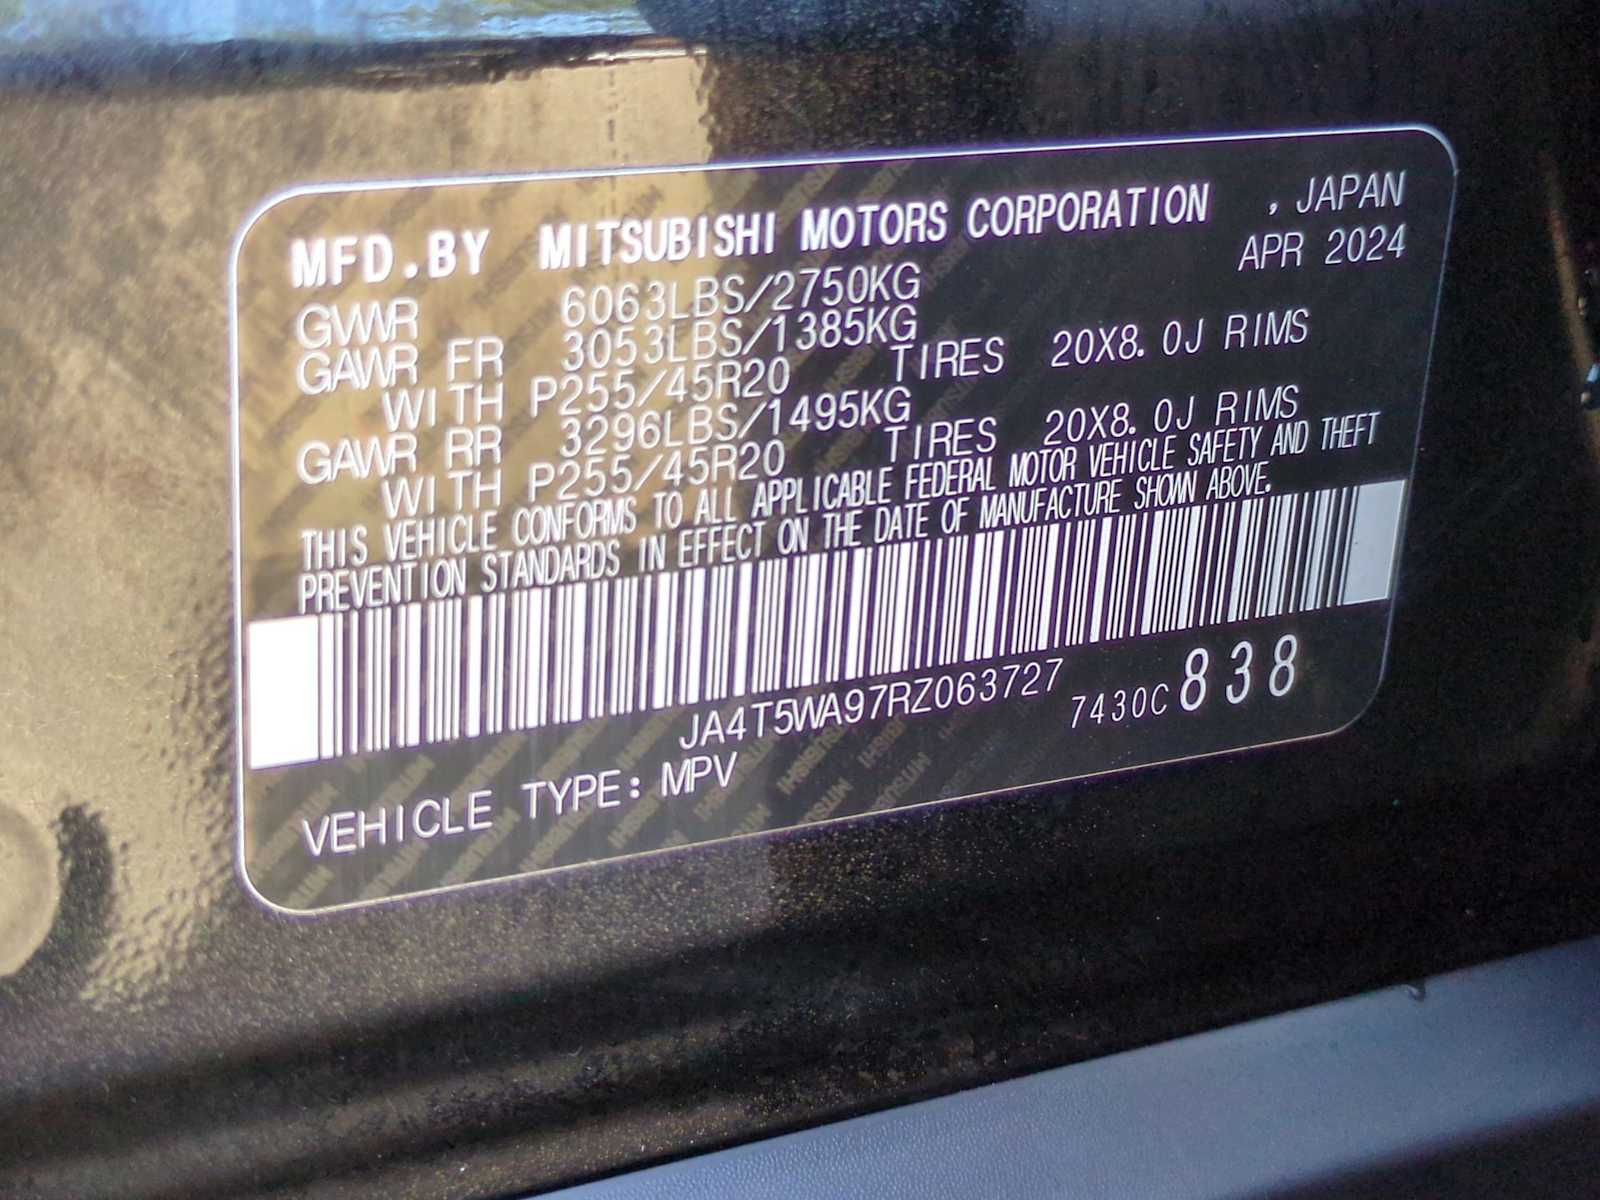 MFD.BY MITSUBISHI MOTORS CORPORATION , JAPAN
APR 2024
GVWR 6063LBS/2750KG
GAWR FR 3053LBS/1385KG
WITH P255/45R20 TIRES 20X8.0J RIMS
GAWR RR 3296LBS/1495KG
WITH P255/45R20 TIRES 20X8.0J RIMS
THIS VEHICLE CONFORMS TO ALL APPLICABLE FEDERAL MOTOR VEHICLE SAFETY AND THEFT
PREVENTION STANDARDS IN EFFECT ON THE DATE OF MANUFACTURE SHOWN ABOVE.
JA4T5WA97RZ063727 7430C 838
VEHICLE TYPE: MPV